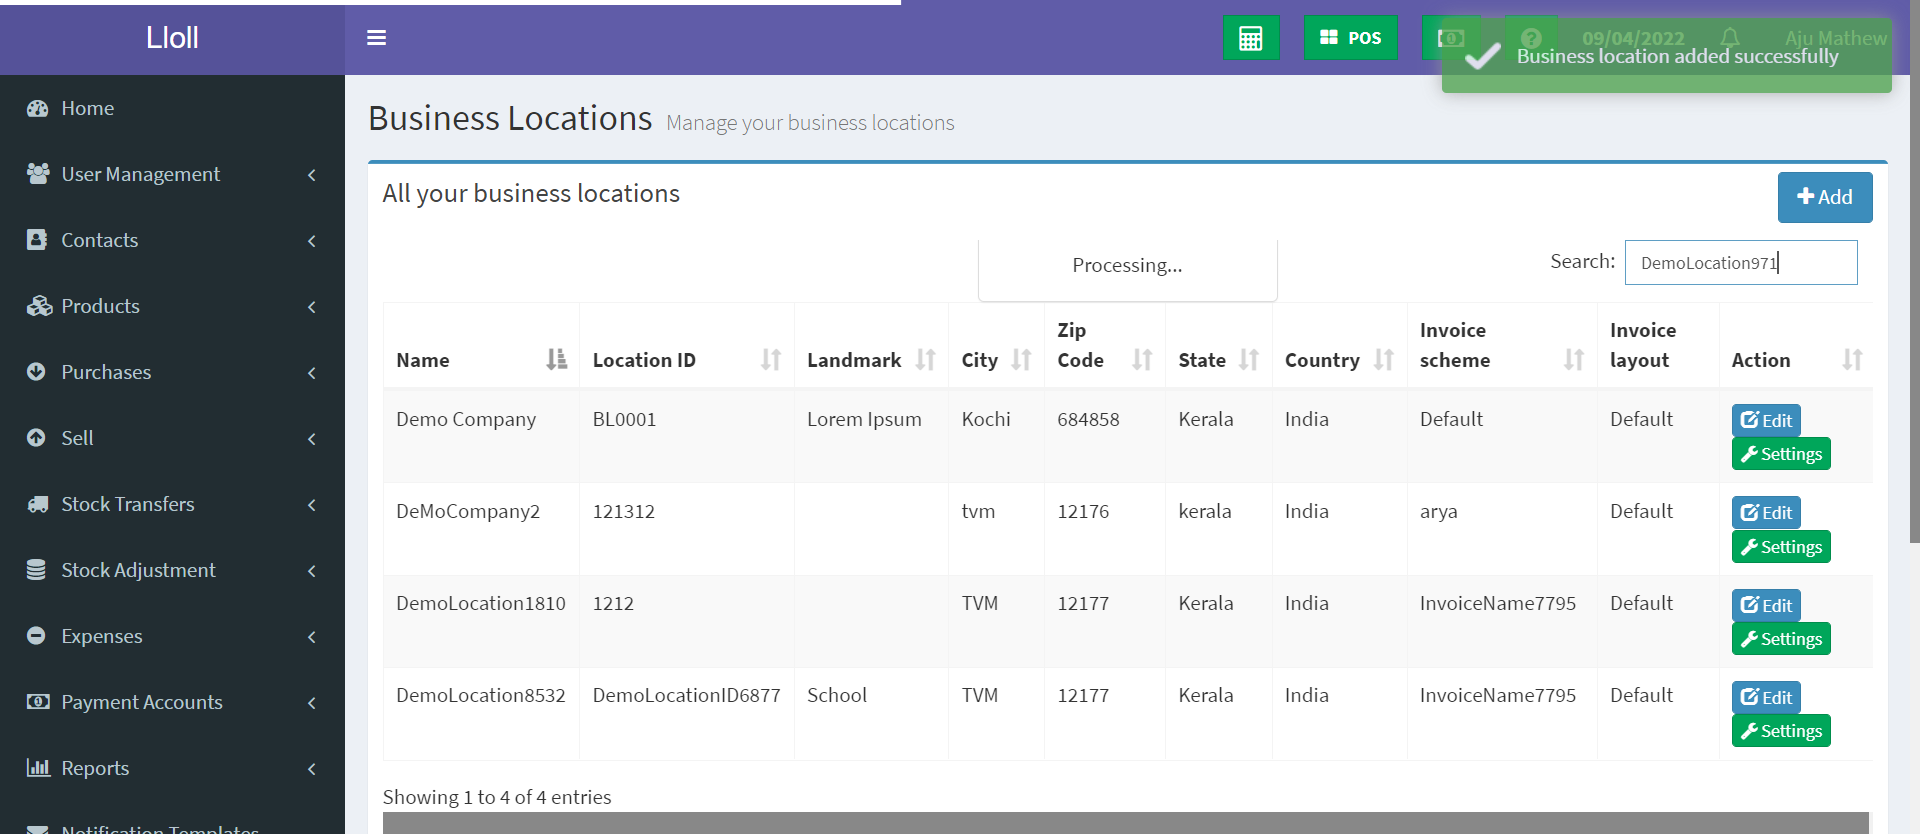 Lloll
POS
09/04/2022
Aju Mathew
Business location added successfully
Home
User Management
Contacts
Products
Purchases
Sell
Stock Transfers
Stock Adjustment
Expenses
Payment Accounts
Reports
Notification Templates
Business Locations Manage your business locations
All your business locations
Add
Processing...
Search: DemoLocation971
Name Location ID Landmark City Zip Code State Country Invoice scheme Invoice layout Action
Demo Company BL0001 Lorem Ipsum Kochi 684858 Kerala India Default Default Edit
Settings
DeMoCompany2 121312 tvm 12176 kerala India arya Default Edit
Settings
DemoLocation1810 1212 TVM 12177 Kerala India InvoiceName7795 Default Edit
Settings
DemoLocation8532 DemoLocationID6877 School TVM 12177 Kerala India InvoiceName7795 Default Edit
Settings
Showing 1 to 4 of 4 entries